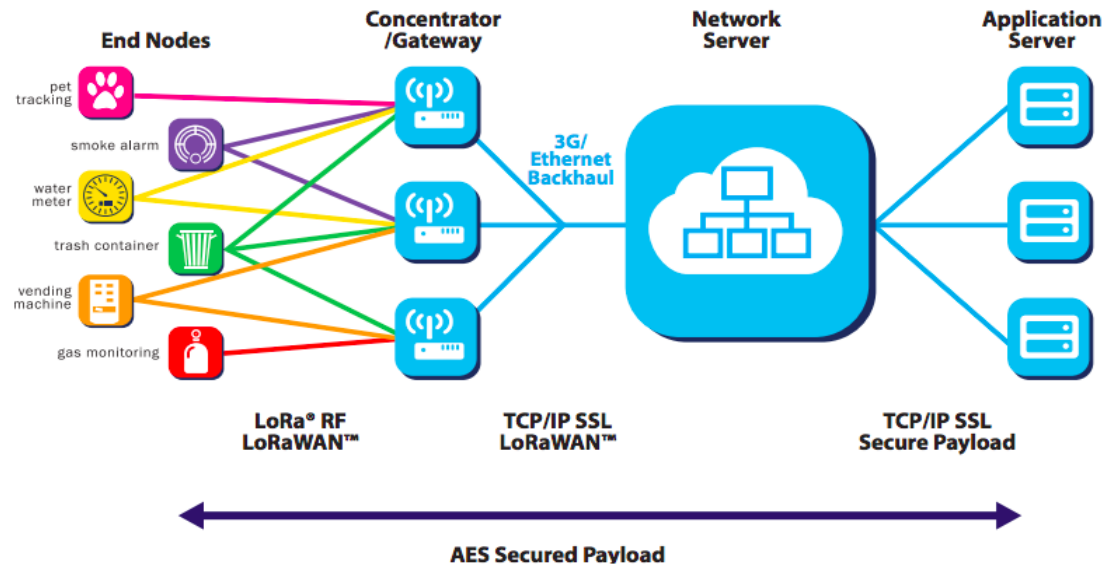 End Nodes
Concentrator
/Gateway
Network
Server
Application
Server
pet
tracking
smoke alarm
water
meter
trash container
vending
machine
gas monitoring
3G/
Ethernet
Backhaul
LoRa® RF
LoRaWAN™
TCP/IP SSL
LoRaWAN™
TCP/IP SSL
Secure Payload
AES Secured Payload